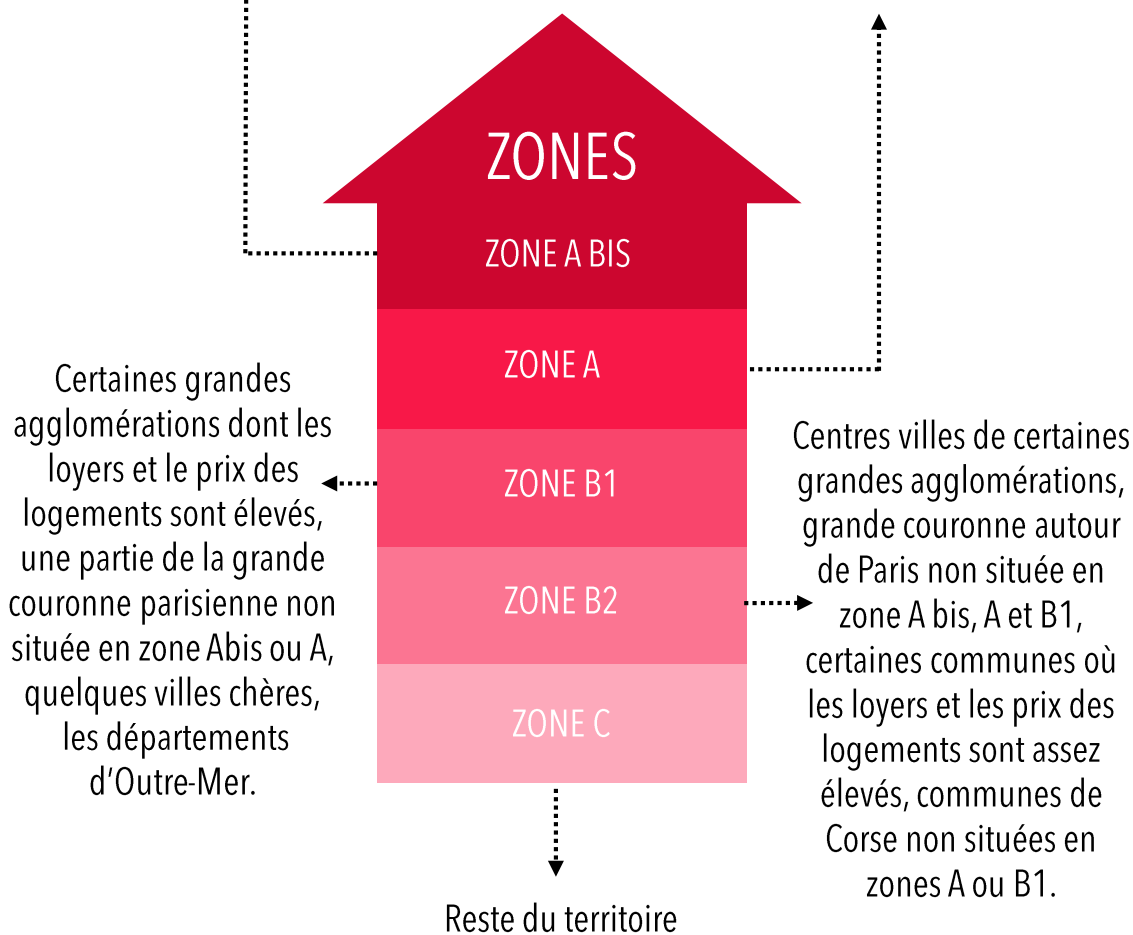 ZONES
ZONE A BIS
ZONE A
ZONE B1
ZONE B2
ZONE C
Certaines grandes
agglomérations dont les
loyers et le prix des
logements sont élevés,
une partie de la grande
couronne parisienne non
située en zone Abis ou A,
quelques villes chères,
les départements
d’Outre-Mer.
Centres villes de certaines
grandes agglomérations,
grande couronne autour
de Paris non située en
zone A bis, A et B1,
certaines communes où
les loyers et les prix des
logements sont assez
élevés, communes de
Corse non situées en
zones A ou B1.
Reste du territoire